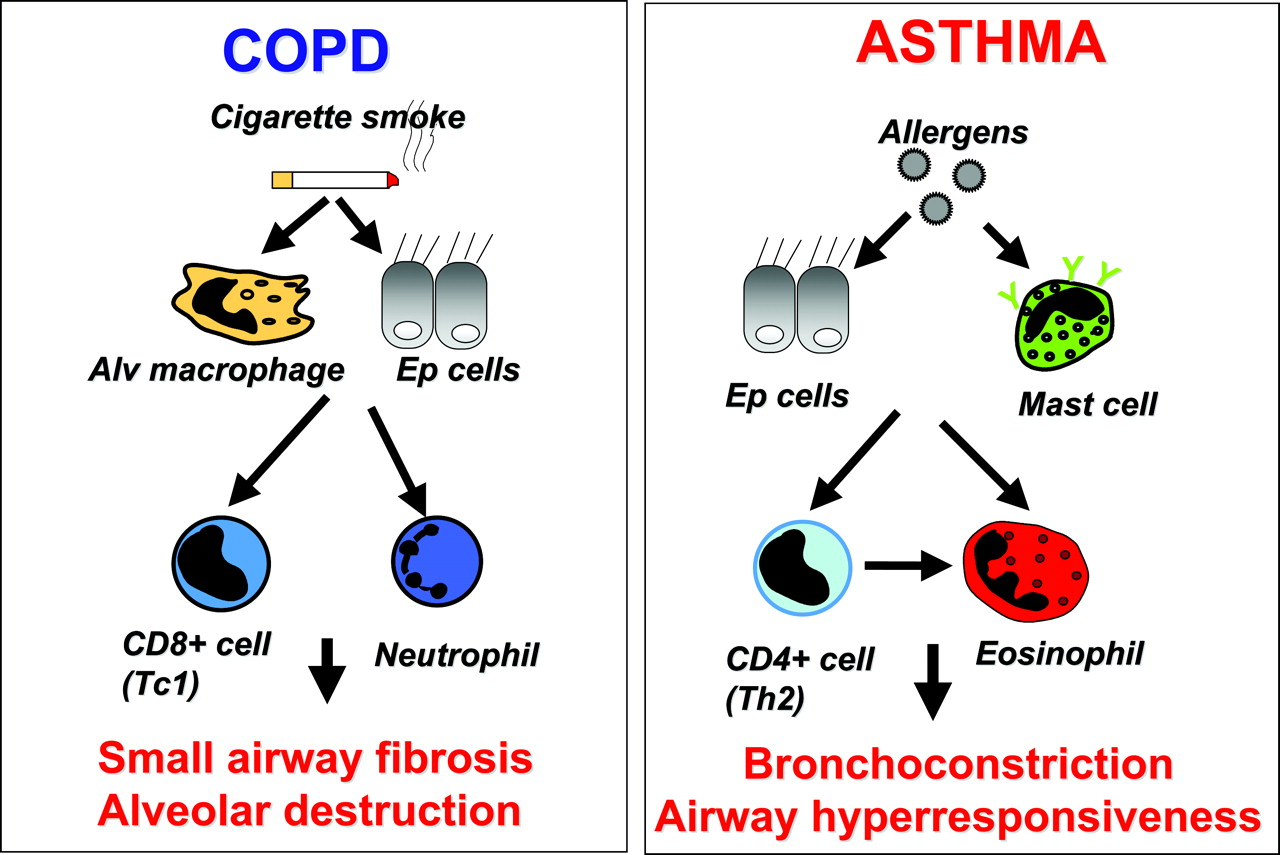 COPD
Cigarette smoke
Alv macrophage
Ep cells
CD8+ cell
(Tc1)
Neutrophil
Small airway fibrosis
Alveolar destruction
ASTHMA
Allergens
Ep cells
Mast cell
CD4+ cell
(Th2)
Eosinophil
Bronchoconstriction
Airway hyperresponsiveness